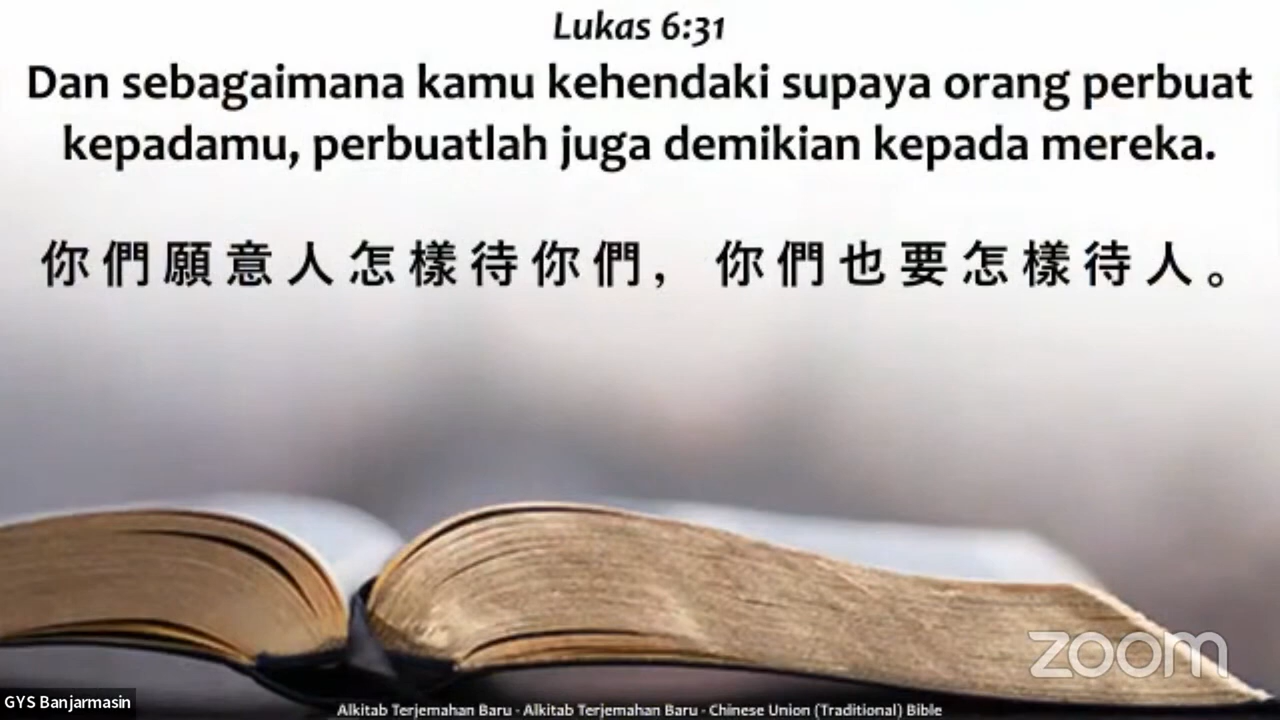 Lukas 6:31
Dan sebagaimana kamu kehendaki supaya orang perbuat
kepadamu, perbuatlah juga demikian kepada mereka.
你們願意人怎樣待你們，你們也要怎樣待人。
zoom
GYS Banjarmasin
Alkitab Terjemahan Baru - Alkitab Terjemahan Baru - Chinese Union (Traditional) Bible